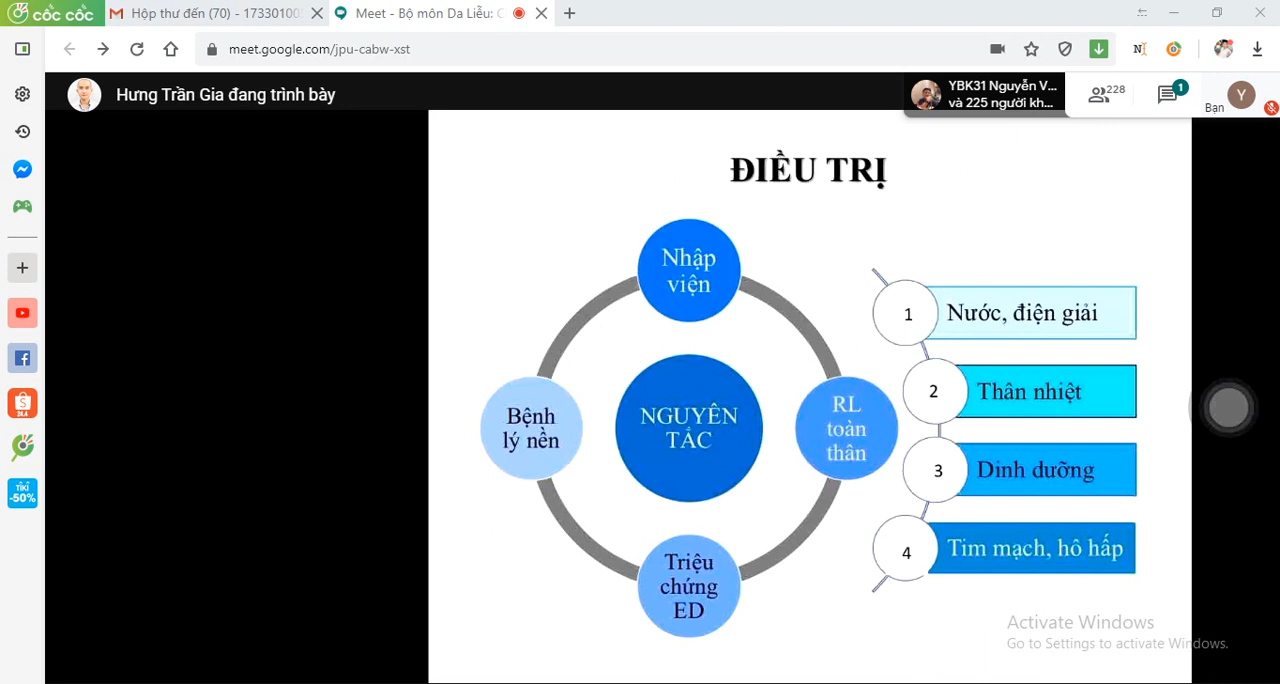 cốc cốc
Hộp thư đến (70) - 17330100
Meet - Bộ môn Da Liễu: C
meet.google.com/jpu-cabw-xst
Hưng Trần Gia đang trình bày
YBK31 Nguyễn V...
và 225 người kh...
228
1
Bạn
Y
ĐIỀU TRỊ
Nhập
viện
Bệnh
lý nền
NGUYÊN
TẮC
RL
toàn
thân
Triệu
chứng
ED
1
Nước, điện giải
2
Thân nhiệt
3
Dinh dưỡng
4
Tim mạch, hô hấp
TIKI
-50%
Activate Windows
Go to Settings to activate Windows.